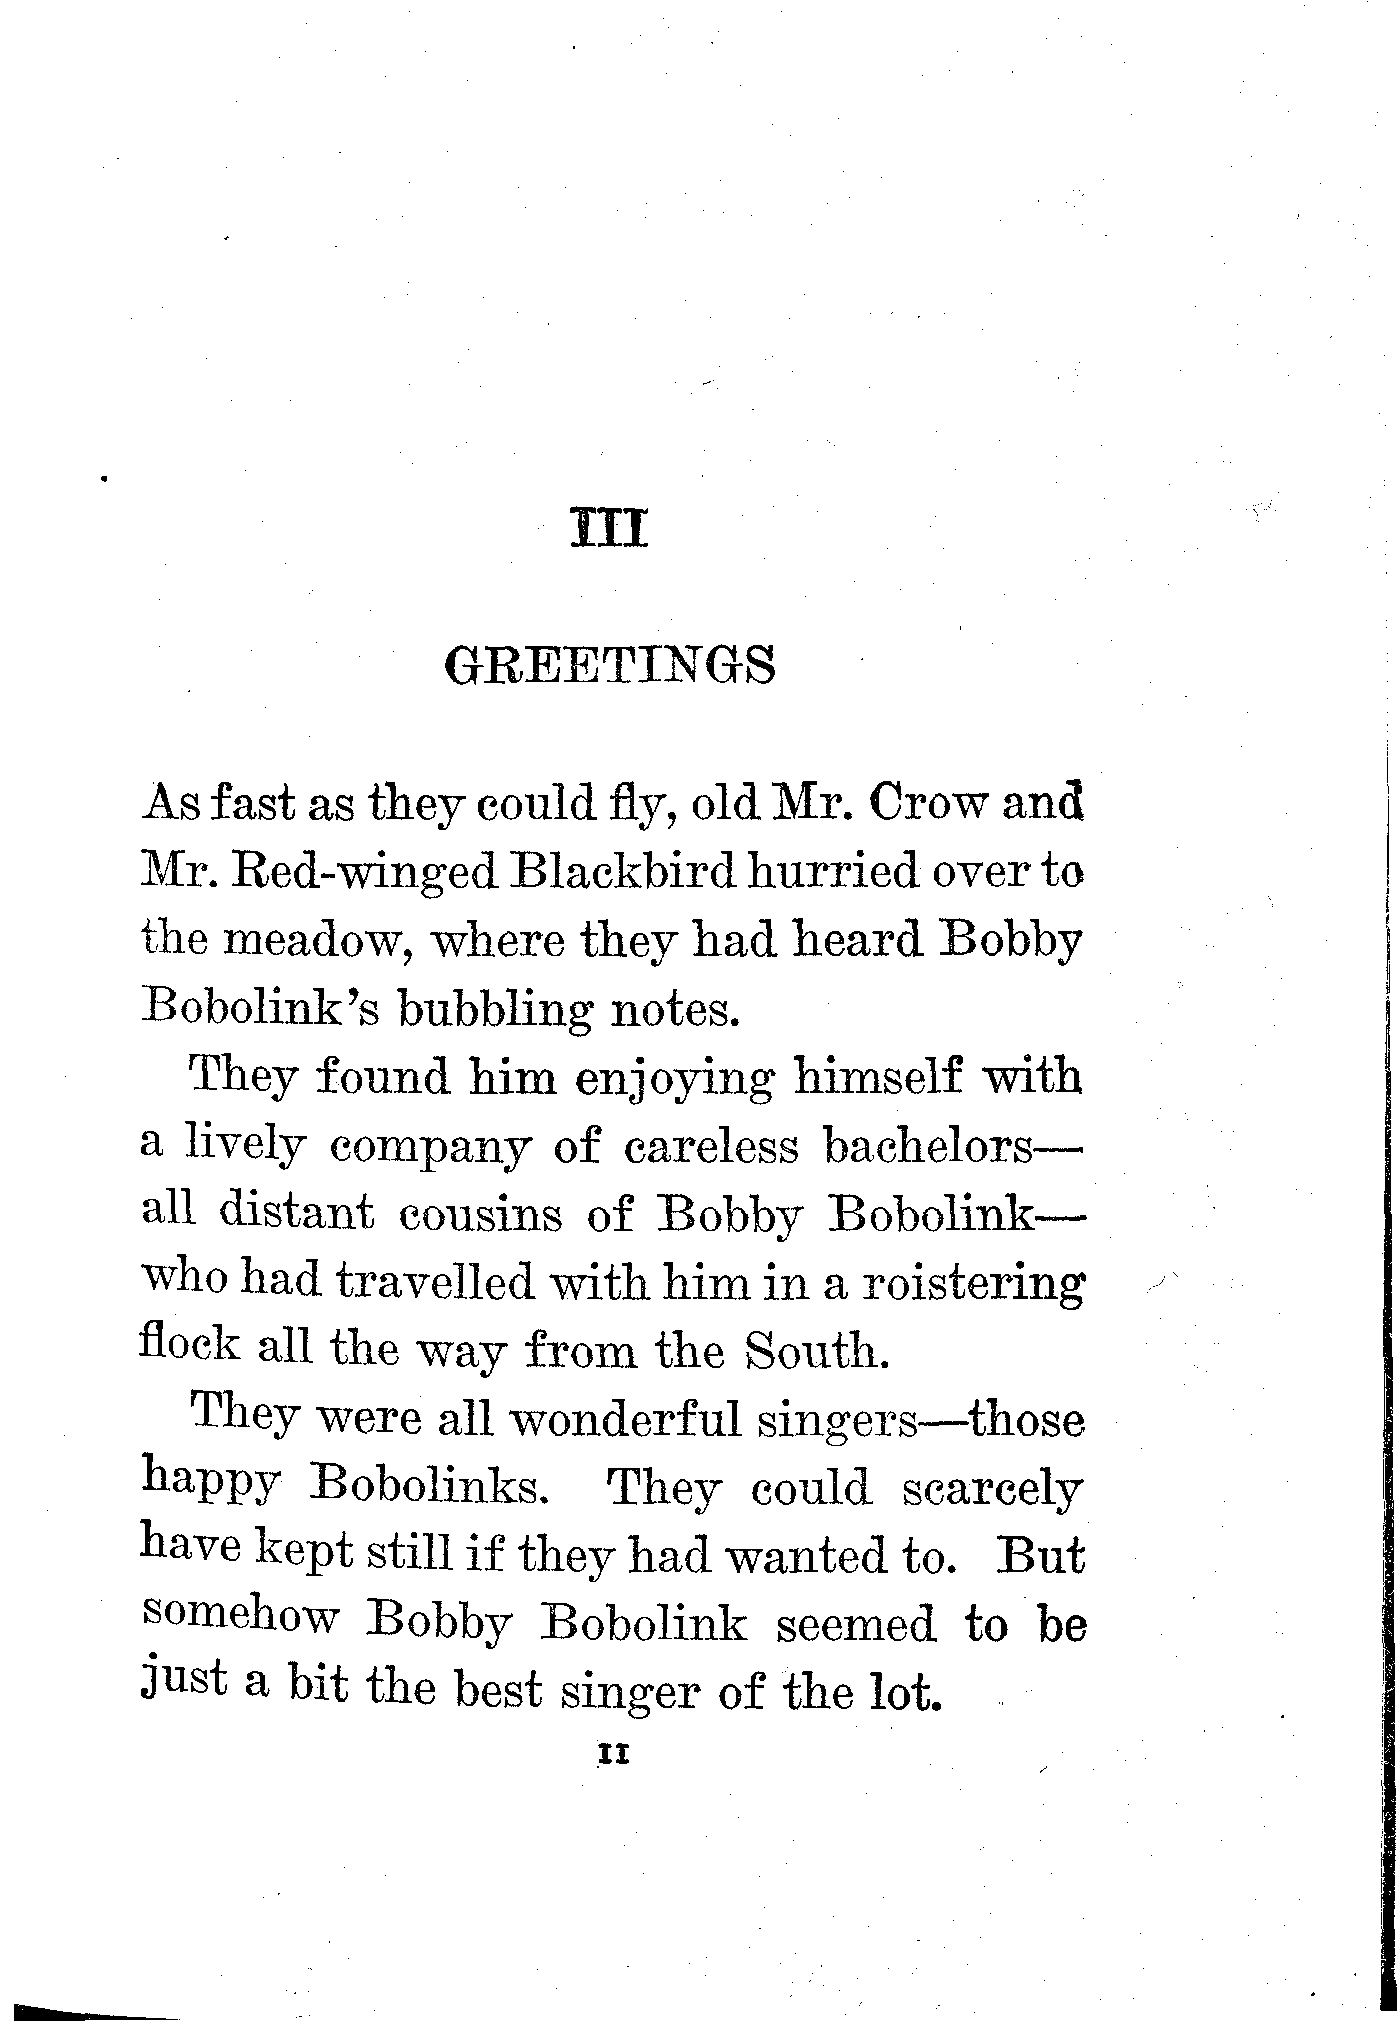 III
GREETINGS
As fast as they could fly, old Mr. Crow and
Mr. Red-winged Blackbird hurried over to
the meadow, where they had heard Bobby
Bobolink's bubbling notes.
They found him enjoying himself with
a lively company of careless bachelors—
all distant cousins of Bobby Bobolink—
who had travelled with him in a roistering
flock all the way from the South.
They were all wonderful singers—those
happy Bobolinks. They could scarcely
have kept still if they had wanted to. But
somehow Bobby Bobolink seemed to be
just a bit the best singer of the lot.
11